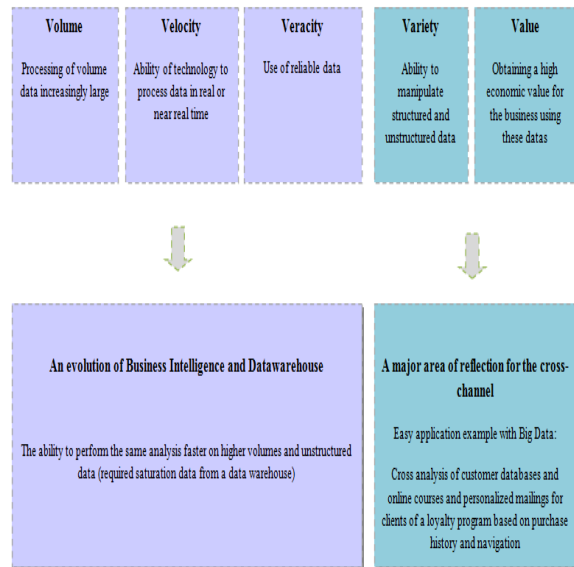 Volume
Processing of volume
data increasingly large
Velocity
Ability of technology to
process data in real or
near real time
Veracity
Use of reliable data
Variety
Ability to
manipulate
structured and
unstructured data
Value
Obtaining a high
economic value for
the business using
these datas
An evolution of Business Intelligence and Datawarehouse
The ability to perform the same analysis faster on higher volumes and unstructured
data (required saturation data from a data warehouse)
A major area of reflection for the cross-
channel
Easy application example with Big Data:
Cross analysis of customer databases and
online courses and personalized mailings for
clients of a loyalty program based on purchase
history and navigation